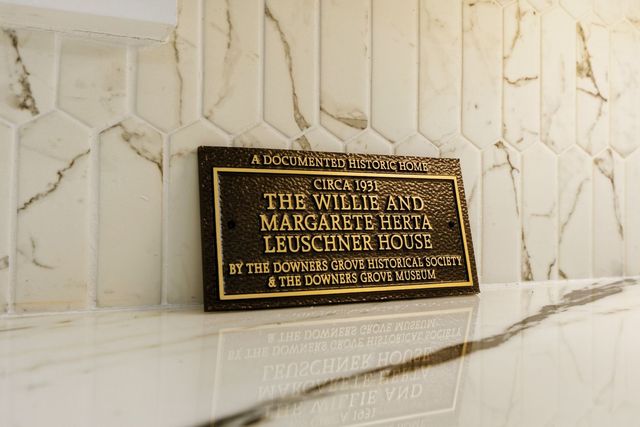 A DOCUMENTED HISTORIC HOME
CIRCA 1931
THE WILLIE AND
MARGARETE HERTA
LEUSCHNER HOUSE
BY THE DOWNERS GROVE HISTORICAL SOCIETY
& THE DOWNERS GROVE MUSEUM